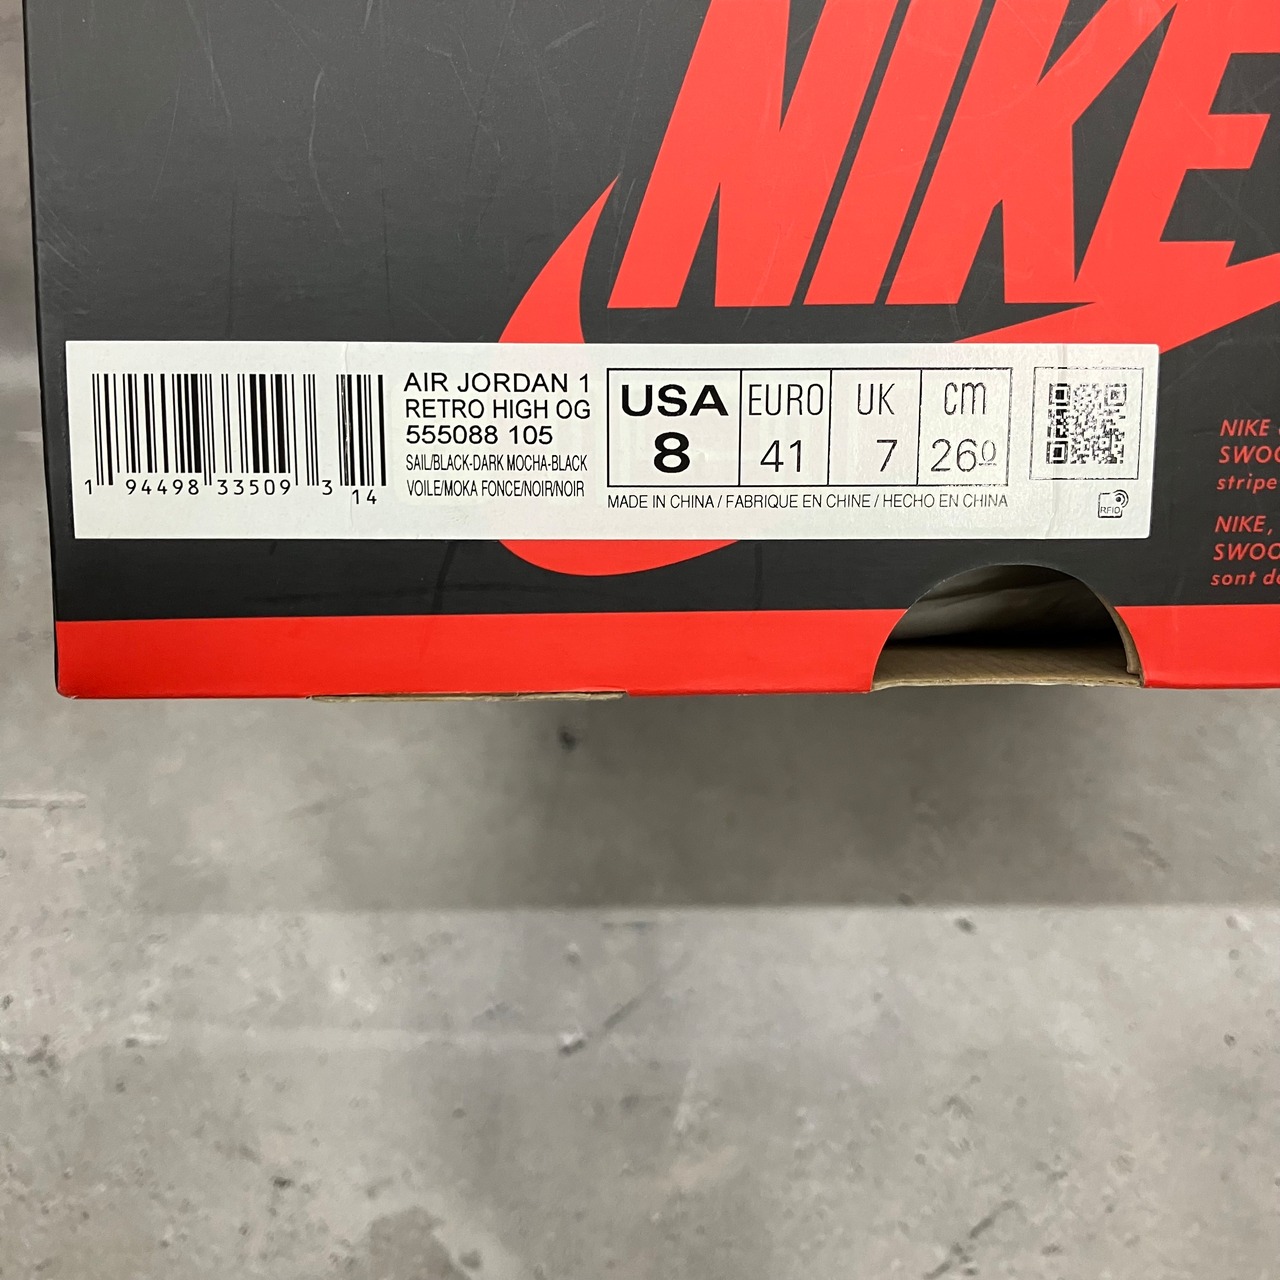 NIKE
AIR JORDAN 1
RETRO HIGH OG
555088 105
SAIL/BLACK-DARK MOCHA-BLACK
VOILE/MOKA FONCE/NOIR/NOIR
1 94498 33509 3 14
USA EURO UK cm
8 41 7 260
MADE IN CHINA / FABRIQUE EN CHINE / HECHO EN CHINA
RFID
NIKE
SWOO
stripe
NIKE,
SWOO
sont